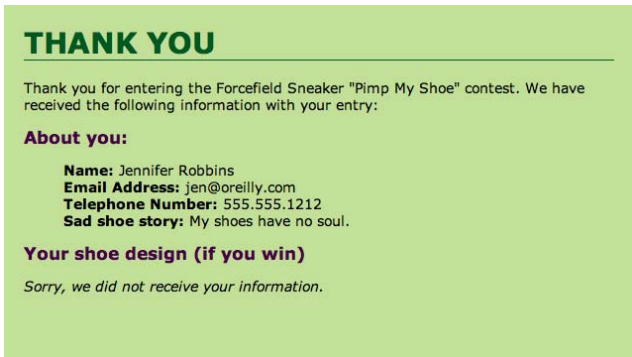 THANK YOU
Thank you for entering the Forcefield Sneaker "Pimp My Shoe" contest. We have
received the following information with your entry:
About you:
Name: Jennifer Robbins
Email Address: jen@oreilly.com
Telephone Number: 555.555.1212
Sad shoe story: My shoes have no soul.
Your shoe design (if you win)
Sorry, we did not receive your information.